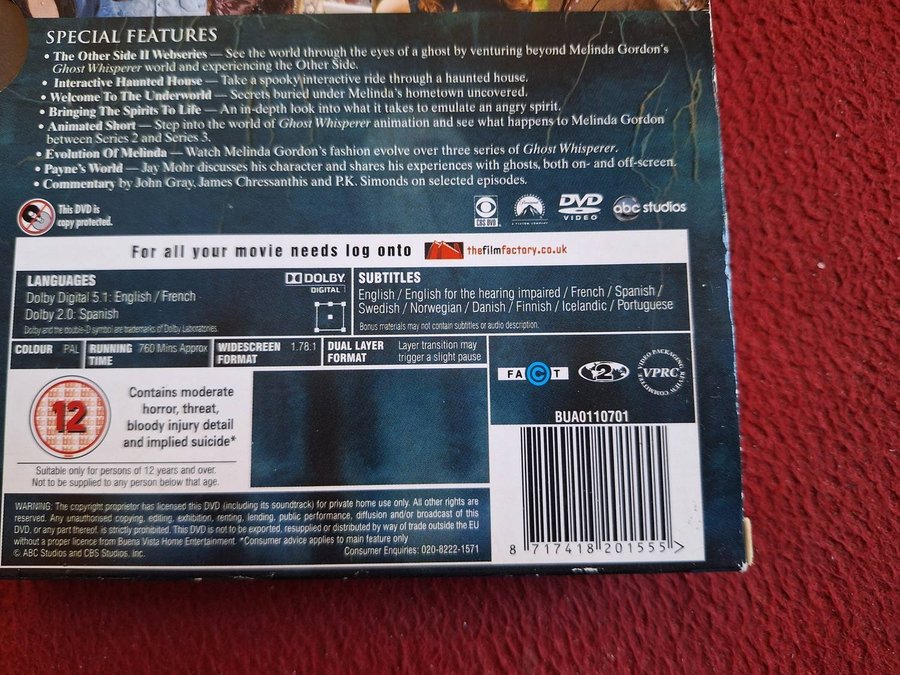 SPECIAL FEATURES
• The Other Side II Webseries — See the world through the eyes of a ghost by venturing beyond Melinda Gordon's
Ghost Whisperer world and experiencing the Other Side.
• Interactive Haunted House — Take a spooky interactive ride through a haunted house.
• Welcome To The Underworld — Secrets buried under Melinda's hometown uncovered.
• Bringing The Spirits To Life — An in-depth look into what it takes to emulate an angry spirit.
• Animated Short — Step into the world of Ghost Whisperer animation and see what happens to Melinda Gordon
between Series 2 and Series 3.
• Evolution Of Melinda — Watch Melinda Gordon's fashion evolve over three series of Ghost Whisperer.
• Payne's World — Jay Mohr discusses his character and shares his experiences with ghosts, both on- and off-screen.
• Commentary by John Gray, James Chressanthis and P.K. Simonds on selected episodes.
This DVD is
copy protected.
CBS DVD
DVD
VIDEO
abc studios
For all your movie needs log onto thefilmfactory.co.uk
LANGUAGES
Dolby Digital 5.1: English / French
Dolby 2.0: Spanish
Dolby and the double-D symbol are trademarks of Dolby Laboratories.
DOLBY
DIGITAL
SUBTITLES
English / English for the hearing impaired / French / Spanish /
Swedish / Norwegian / Danish / Finnish / Icelandic / Portuguese
Bonus materials may not contain subtitles or audio description.
COLOUR PAL
RUNNING TIME 760 Mins Approx
WIDESCREEN FORMAT 1.78:1
DUAL LAYER FORMAT
Layer transition may
trigger a slight pause
12
Contains moderate
horror, threat,
bloody injury detail
and implied suicide*
Suitable only for persons of 12 years and over.
Not to be supplied to any person below that age.
FACT
2
VIDEO PACKAGING REVIEW COMMITTEE
VPRC
BUA0110701
8 717418 201555 >
WARNING: The copyright proprietor has licensed this DVD (including its soundtrack) for private home use only. All other rights are
reserved. Any unauthorised copying, editing, exhibition, renting, lending, public performance, diffusion and/or broadcast of this
DVD, or any part thereof, is strictly prohibited. This DVD is not to be exported, resupplied or distributed by way of trade outside the EU
without a proper licence from Buena Vista Home Entertainment. *Consumer advice applies to main feature only
© ABC Studios and CBS Studios, Inc.
Consumer Enquiries: 020-8222-1571